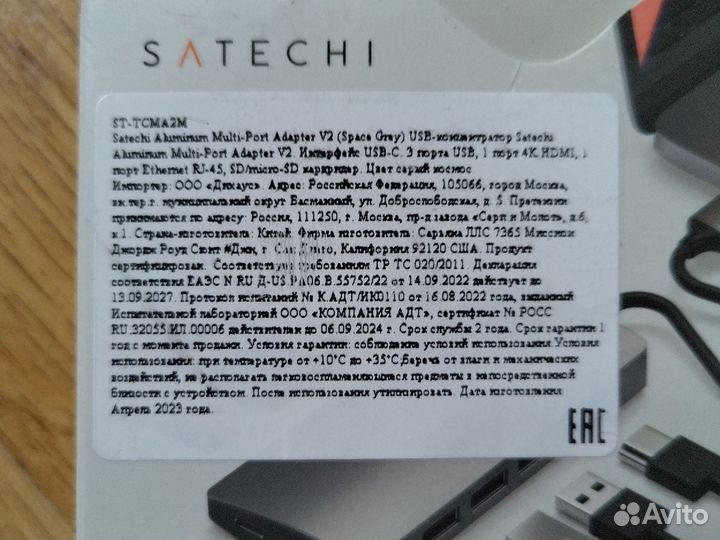 SATECHI
ST-TCMA2M
Satechi Aluminum Multi-Port Adapter V2 (Space Grey) USB-концентратор Satechi
Aluminum Multi-Port Adapter V2. Интерфейс USB-C. 3 порта USB, 1 порт 4K HDMI, 1
порт Ethernet RJ-45, SD/micro-SD кардридер. Цвет серый космос
Импортер: ООО «Дихаус». Адрес: Российская Федерация, 105066, город Москва,
вн.тер.г. муниципальный округ Басманный, ул. Доброслободская, д. 5. Претензии
принимаются по адресу: Россия, 111250, г. Москва, пр-д завода «Серп и Молот», д.6,
к.1. Страна-изготовитель: Китай. Фирма изготовитель: Сарьяна ЛЛС 7365 Мисснон
Джордж Роуд Сюит #Джи, г. Сан Диего, Калифорния 92120 США. Продукт
сертифицирован. Соответствует требованиям ТР ТС 020/2011. Декларация
соответствия ЕАЭС N RU Д-US.РА06.В.55752/22 от 14.09.2022 действует до
13.09.2027. Протокол испытаний № К.АДТ/ИК0110 от 16.08.2022 года, выданный
Испытательной лабораторией ООО «КОМПАНИЯ АДТ», сертификат № РОСС
RU.32055.ИЛ.00006 действителен до 06.09.2024 г. Срок службы 2 года. Срок гарантии 1
год с момента продажи. Условия гарантии: соблюдение условий использования.Условия
использования: при температуре от +10°С до +35°С,беречь от влаги и механических
воздействий, не располагать легковоспламеняющиеся предметы в непосредственной
близости с устройством. После использования утилизировать. Дата изготовления
Апрель 2023 года.
EAC
Avito